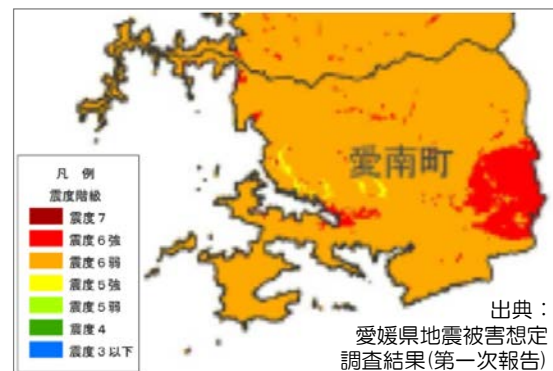 愛南町
凡 例
震度階級
震度7
震度6強
震度6弱
震度5強
震度5弱
震度4
震度3以下
出典：
愛媛県地震被害想定
調査結果(第一次報告)